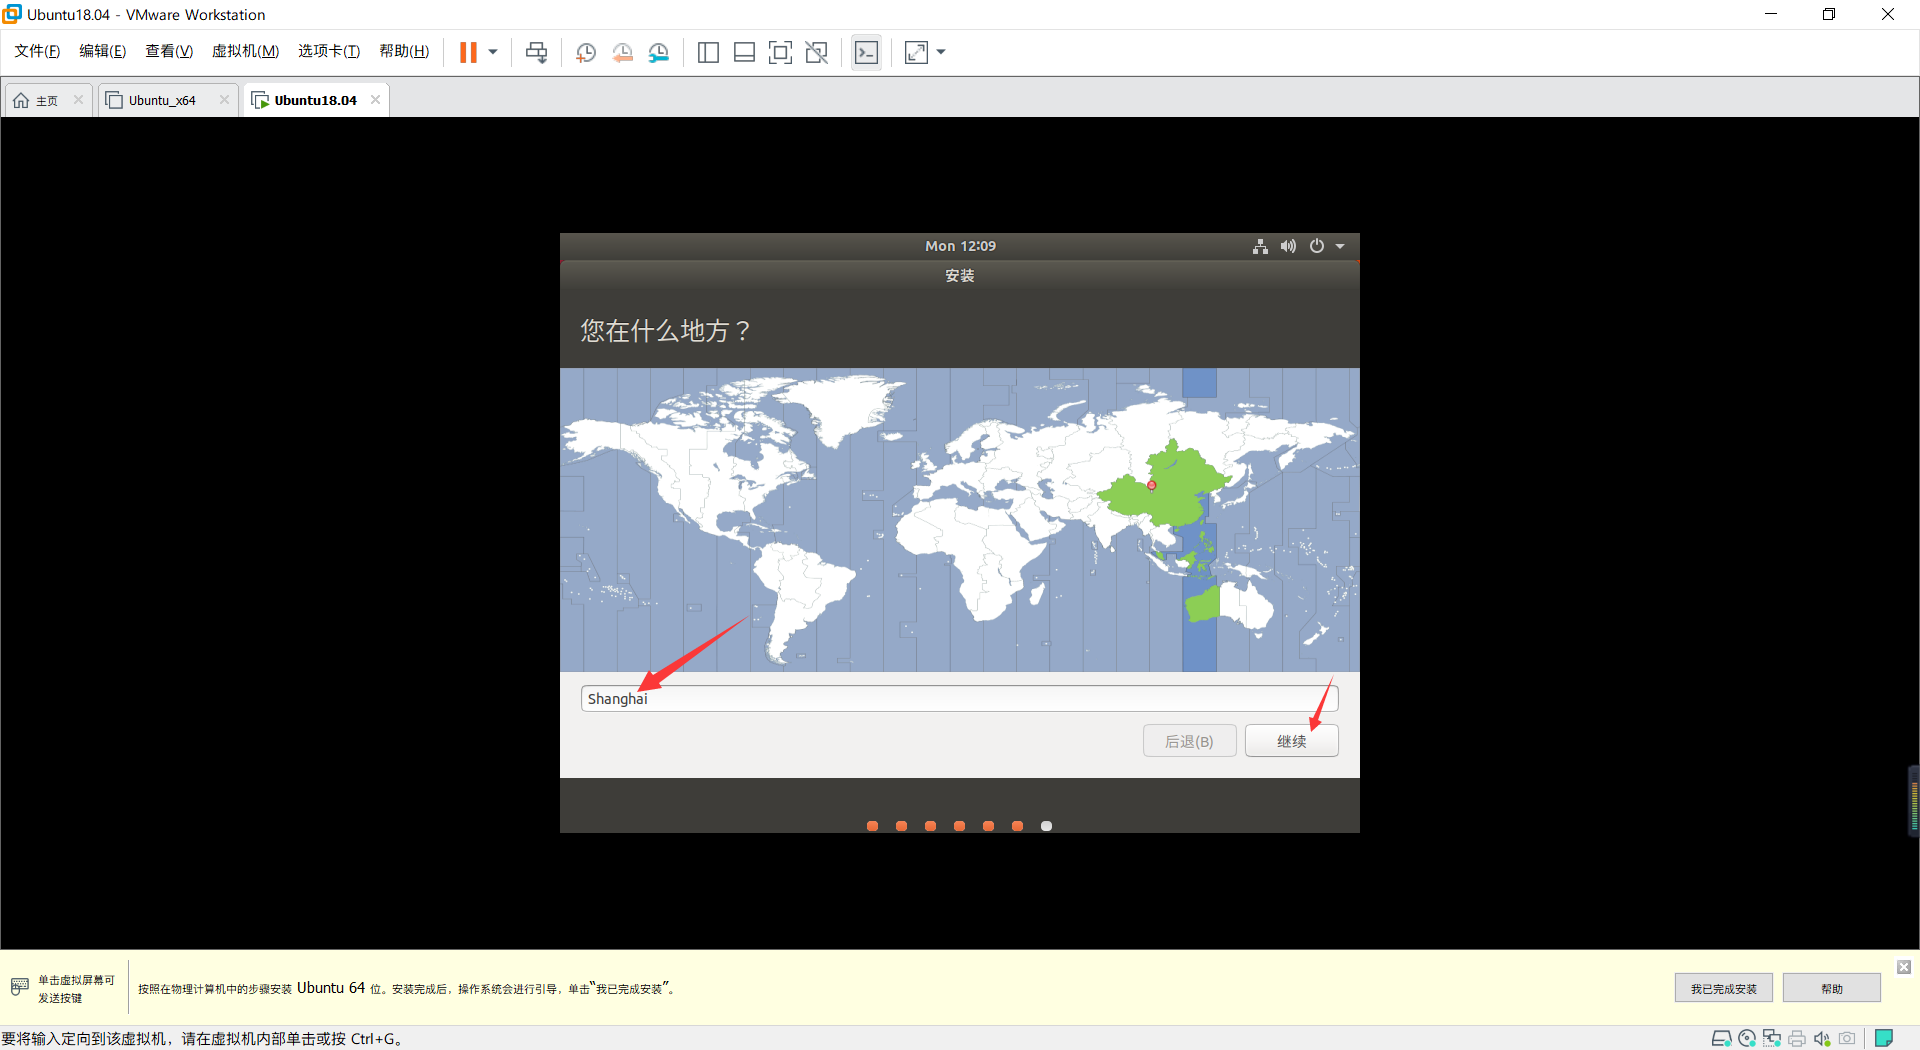 Ubuntu18.04 - VMware Workstation
文件(F) 编辑(E) 查看(V) 虚拟机(M) 选项卡(T) 帮助(H)
主页 Ubuntu_x64 Ubuntu18.04
Mon 12:09
安装
您在什么地方？
Shanghai
后退(B) 继续
单击虚拟屏幕可
发送按键
按照在物理计算机中的步骤安装 Ubuntu 64 位。安装完成后，操作系统会进行引导，单击“我已完成安装”。
我已完成安装 帮助
要将输入定向到该虚拟机，请在虚拟机内部单击或按 Ctrl+G。